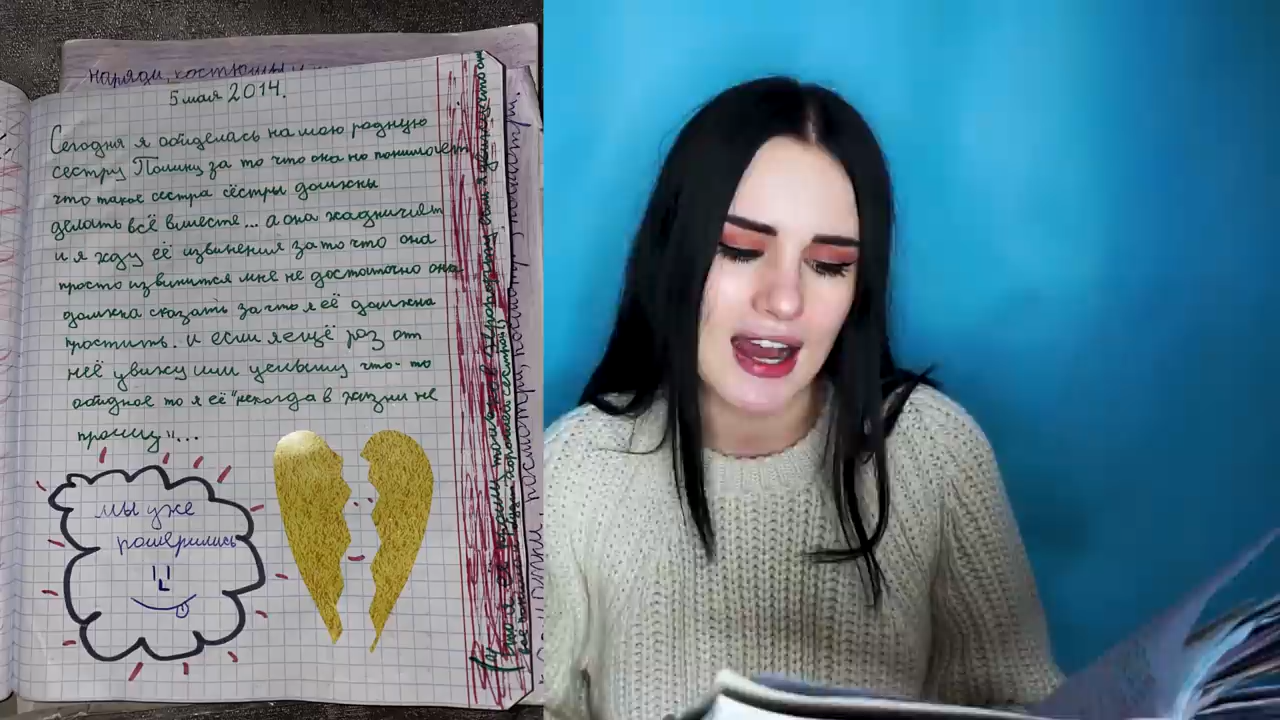 наряди, костюмы и
5 мая 2014.
Сегодня я обиделась на мою родную
сестру Полину за то что она не понимает
что такое сестра сёстры должны
делать всё вместе... а она жадничает
и я жду её извинения за то что она
просто извинится мне не достаточно она
должна сказать за что я её должна
простить. и если я ещё раз от
неё увижу или услышу что-то
обидное то я её "некогда в жизни не
прощу"...
мы уже
помирились